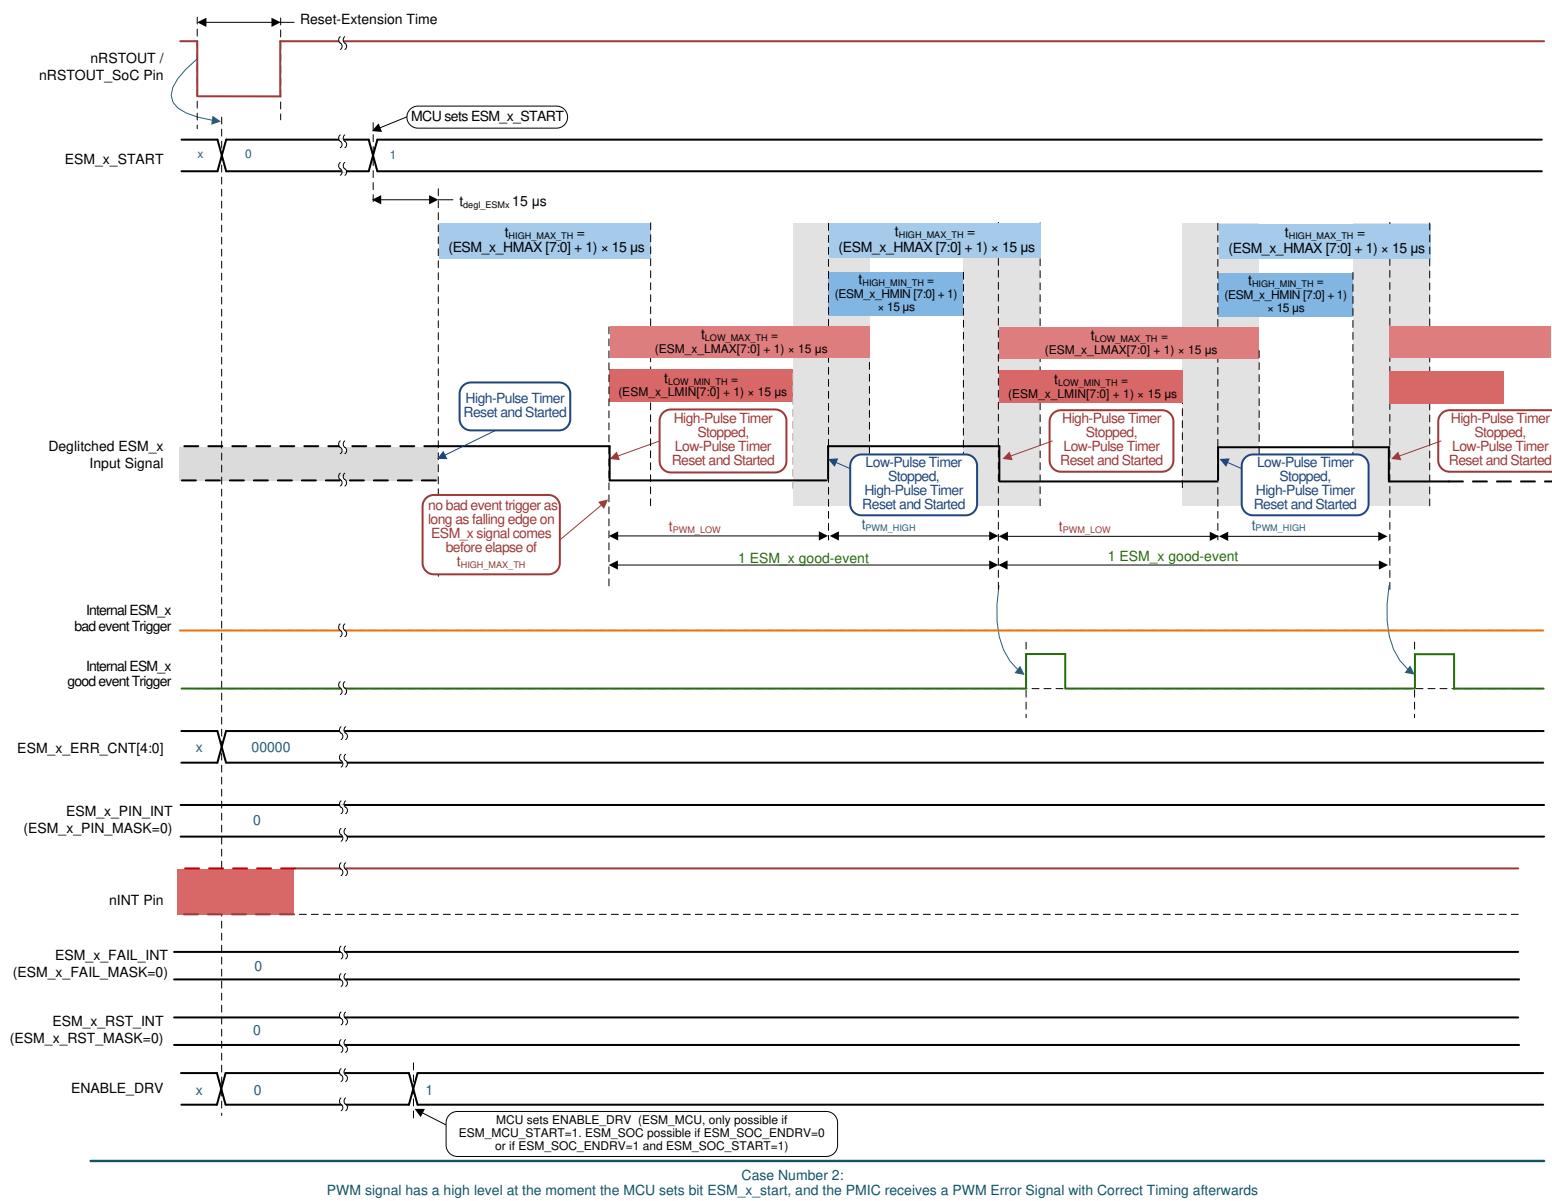 Reset-Extension Time
nRSTOUT /
nRSTOUT_SoC Pin
MCU sets ESM_x_START
ESM_x_START
x
0
1
tdegl_ESMx 15 µs
tHIGH_MAX_TH =
(ESM_x_HMAX [7:0] + 1) × 15 µs
tHIGH_MAX_TH =
(ESM_x_HMAX [7:0] + 1) × 15 µs
tHIGH_MAX_TH =
(ESM_x_HMAX [7:0] + 1) × 15 µs
tHIGH_MIN_TH =
(ESM_x_HMIN [7:0] + 1)
× 15 µs
tHIGH_MIN_TH =
(ESM_x_HMIN [7:0] + 1)
× 15 µs
tLOW_MAX_TH =
(ESM_x_LMAX[7:0] + 1) × 15 µs
tLOW_MAX_TH =
(ESM_x_LMAX[7:0] + 1) × 15 µs
tLOW_MIN_TH =
(ESM_x_LMIN[7:0] + 1) × 15 µs
tLOW_MIN_TH =
(ESM_x_LMIN[7:0] + 1) × 15 µs
High-Pulse Timer
Reset and Started
High-Pulse Timer
Stopped,
Low-Pulse Timer
Reset and Started
High-Pulse Timer
Stopped,
Low-Pulse Timer
Reset and Started
High-Pulse Timer
Stopped,
Low-Pulse Timer
Reset and Started
Deglitched ESM_x
Input Signal
Low-Pulse Timer
Stopped,
High-Pulse Timer
Reset and Started
Low-Pulse Timer
Stopped,
High-Pulse Timer
Reset and Started
no bad event trigger as
long as falling edge on
ESM_x signal comes
before elapse of
tHIGH_MAX_TH
tPWM_LOW
tPWM_HIGH
tPWM_LOW
tPWM_HIGH
1 ESM_x good-event
1 ESM_x good-event
Internal ESM_x
bad event Trigger
Internal ESM_x
good event Trigger
ESM_x_ERR_CNT[4:0]
x
00000
ESM_x_PIN_INT
(ESM_x_PIN_MASK=0)
0
nINT Pin
ESM_x_FAIL_INT
(ESM_x_FAIL_MASK=0)
0
ESM_x_RST_INT
(ESM_x_RST_MASK=0)
0
ENABLE_DRV
x
0
1
MCU sets ENABLE_DRV (ESM_MCU, only possible if
ESM_MCU_START=1. ESM_SOC possible if ESM_SOC_ENDRV=0
or if ESM_SOC_ENDRV=1 and ESM_SOC_START=1)
Case Number 2:
PWM signal has a high level at the moment the MCU sets bit ESM_x_start, and the PMIC receives a PWM Error Signal with Correct Timing afterwards